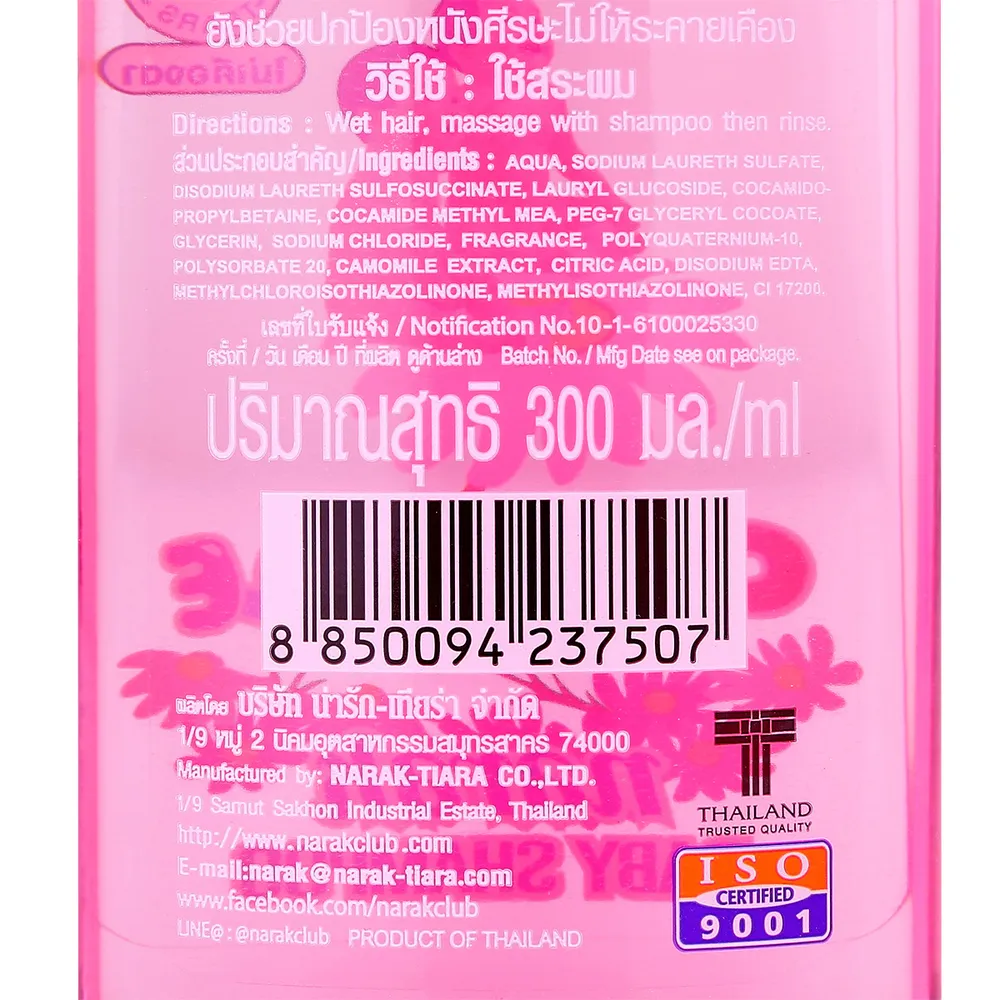 ยังช่วยปกป้องหนังศีรษะไม่ให้ระคายเคือง
วิธีใช้ : ใช้สระผม
Directions : Wet hair, massage with shampoo then rinse.
ส่วนประกอบสำคัญ/Ingredients : AQUA, SODIUM LAURETH SULFATE,
DISODIUM LAURETH SULFOSUCCINATE, LAURYL GLUCOSIDE, COCAMIDO-
PROPYLBETAINE, COCAMIDE METHYL MEA, PEG-7 GLYCERYL COCOATE,
GLYCERIN, SODIUM CHLORIDE, FRAGRANCE, POLYQUATERNIUM-10,
POLYSORBATE 20, CAMOMILE EXTRACT, CITRIC ACID, DISODIUM EDTA,
METHYLCHLOROISOTHIAZOLINONE, METHYLISOTHIAZOLINONE, CI 17200.
เลขที่ใบรับแจ้ง / Notification No.10-1-6100025330
ครั้งที่ / วัน เดือน ปี ที่ผลิต ดูด้านล่าง Batch No. / Mfg Date see on package.
ปริมาณสุทธิ 300 มล./ml
8 850094 237507
ผลิตโดย บริษัท น่ารัก-เทียร่า จำกัด
1/9 หมู่ 2 นิคมอุตสาหกรรมสมุทรสาคร 74000
Manufactured by: NARAK-TIARA CO.,LTD.
1/9 Samut Sakhon Industrial Estate, Thailand
http://www.narakclub.com
E-mail:narak@narak-tiara.com
www.facebook.com/narakclub
LINE@ : @narakclub PRODUCT OF THAILAND
THAILAND
TRUSTED QUALITY
ISO
CERTIFIED
9001